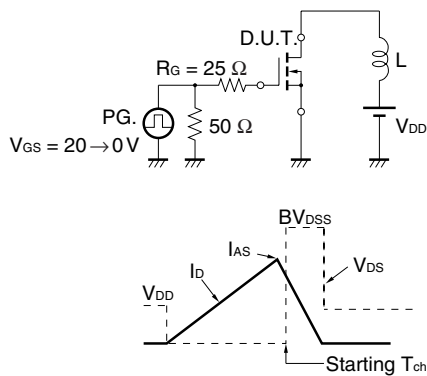 D.U.T.
RG = 25 Ω
L
PG.
50 Ω
VDD
VGS = 20 → 0 V
BVDSS
IAS
ID
VDS
VDD
Starting Tch